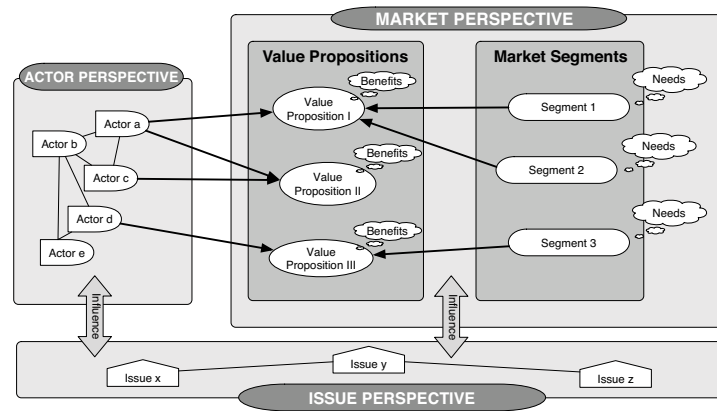 MARKET PERSPECTIVE
Value Propositions
Market Segments
ACTOR PERSPECTIVE
Actor a
Actor b
Actor c
Actor d
Actor e
Benefits
Value
Proposition I
Benefits
Value
Proposition II
Benefits
Value
Proposition III
Needs
Segment 1
Needs
Segment 2
Needs
Segment 3
Influence
Influence
Issue x
Issue y
Issue z
ISSUE PERSPECTIVE